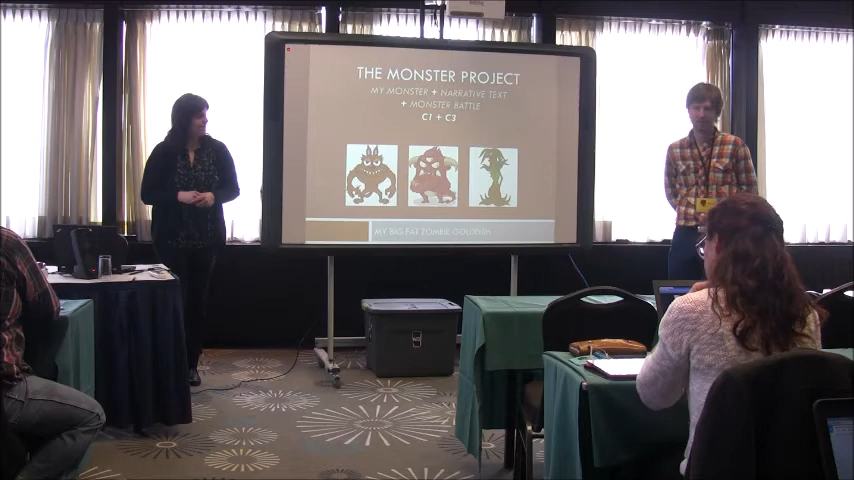 THE MONSTER PROJECT
MY MONSTER + NARRATIVE TEXT
+ MONSTER BATTLE
C1 + C3
MY BIG FAT ZOMBIE GOLDFISH